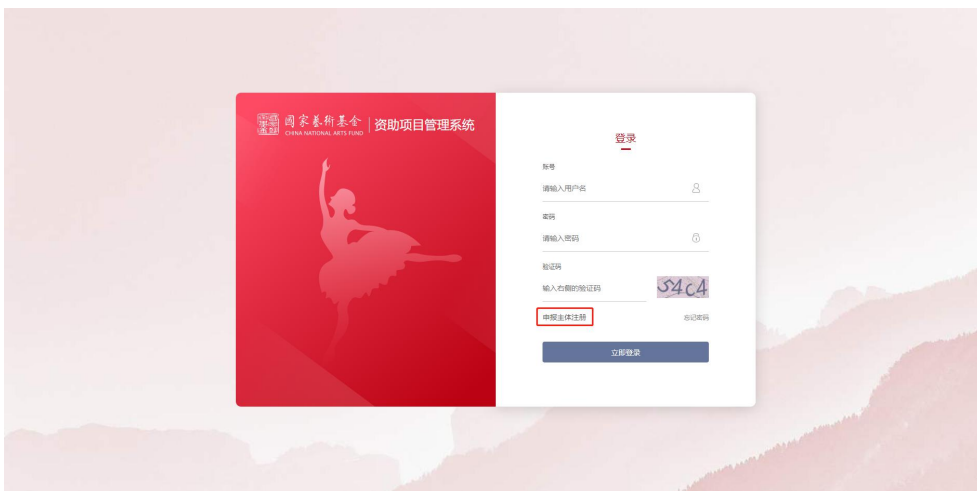 國家藝術基金
CHINA NATIONAL ARTS FUND
资助项目管理系统
登录
账号
请输入用户名
密码
请输入密码
验证码
输入右侧的验证码
S4C4
申报主体注册
忘记密码
立即登录